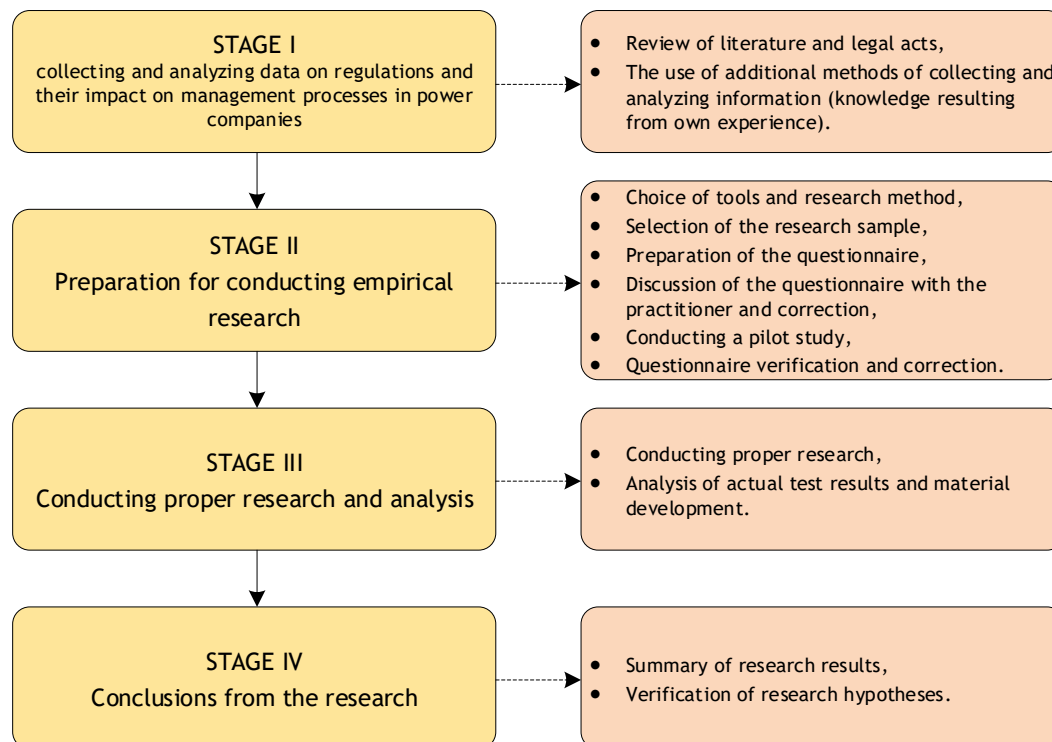 STAGE I
collecting and analyzing data on regulations and
their impact on management processes in power
companies
• Review of literature and legal acts,
• The use of additional methods of collecting and
analyzing information (knowledge resulting
from own experience).
STAGE II
Preparation for conducting empirical
research
• Choice of tools and research method,
• Selection of the research sample,
• Preparation of the questionnaire,
• Discussion of the questionnaire with the
practitioner and correction,
• Conducting a pilot study,
• Questionnaire verification and correction.
STAGE III
Conducting proper research and analysis
• Conducting proper research,
• Analysis of actual test results and material
development.
STAGE IV
Conclusions from the research
• Summary of research results,
• Verification of research hypotheses.